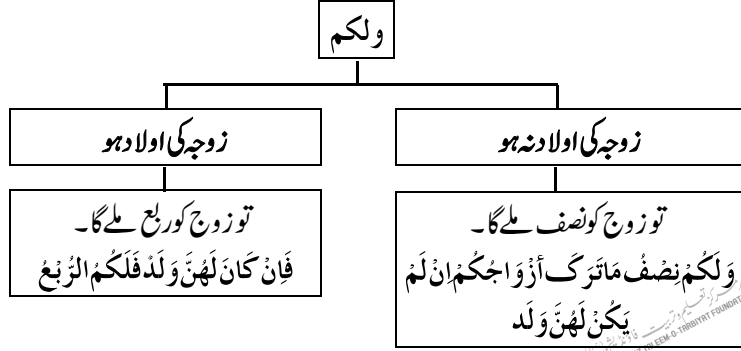 ولکم
زوجہ کی اولاد نہ ہو
زوجہ کی اولاد ہو
تو زوج کو نصف ملے گا۔
وَلَكُمْ نِصْفُ مَا تَرَكَ أَزْوَاجُكُمْ اِنْ لَمْ
يَكُنْ لَهُنَّ وَلَد
تو زوج کو ربع ملے گا۔
فَاِنْ كَانَ لَهُنَّ وَلَدٌ فَلَكُمُ الرُّبْعُ